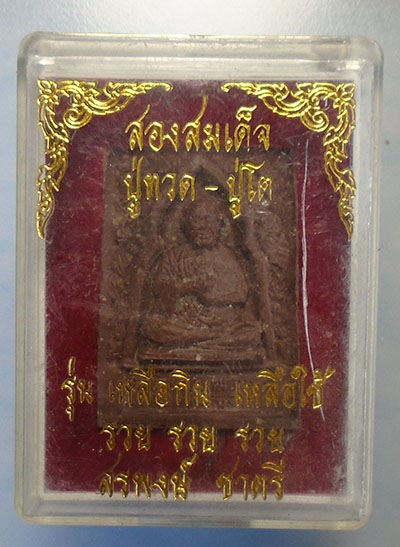 สองสมเด็จ
ปู่ทวด - ปู่โต
รุ่น เหลือกิน เหลือใช้
รวย รวย รวย
สรพงษ์ ชาตรี